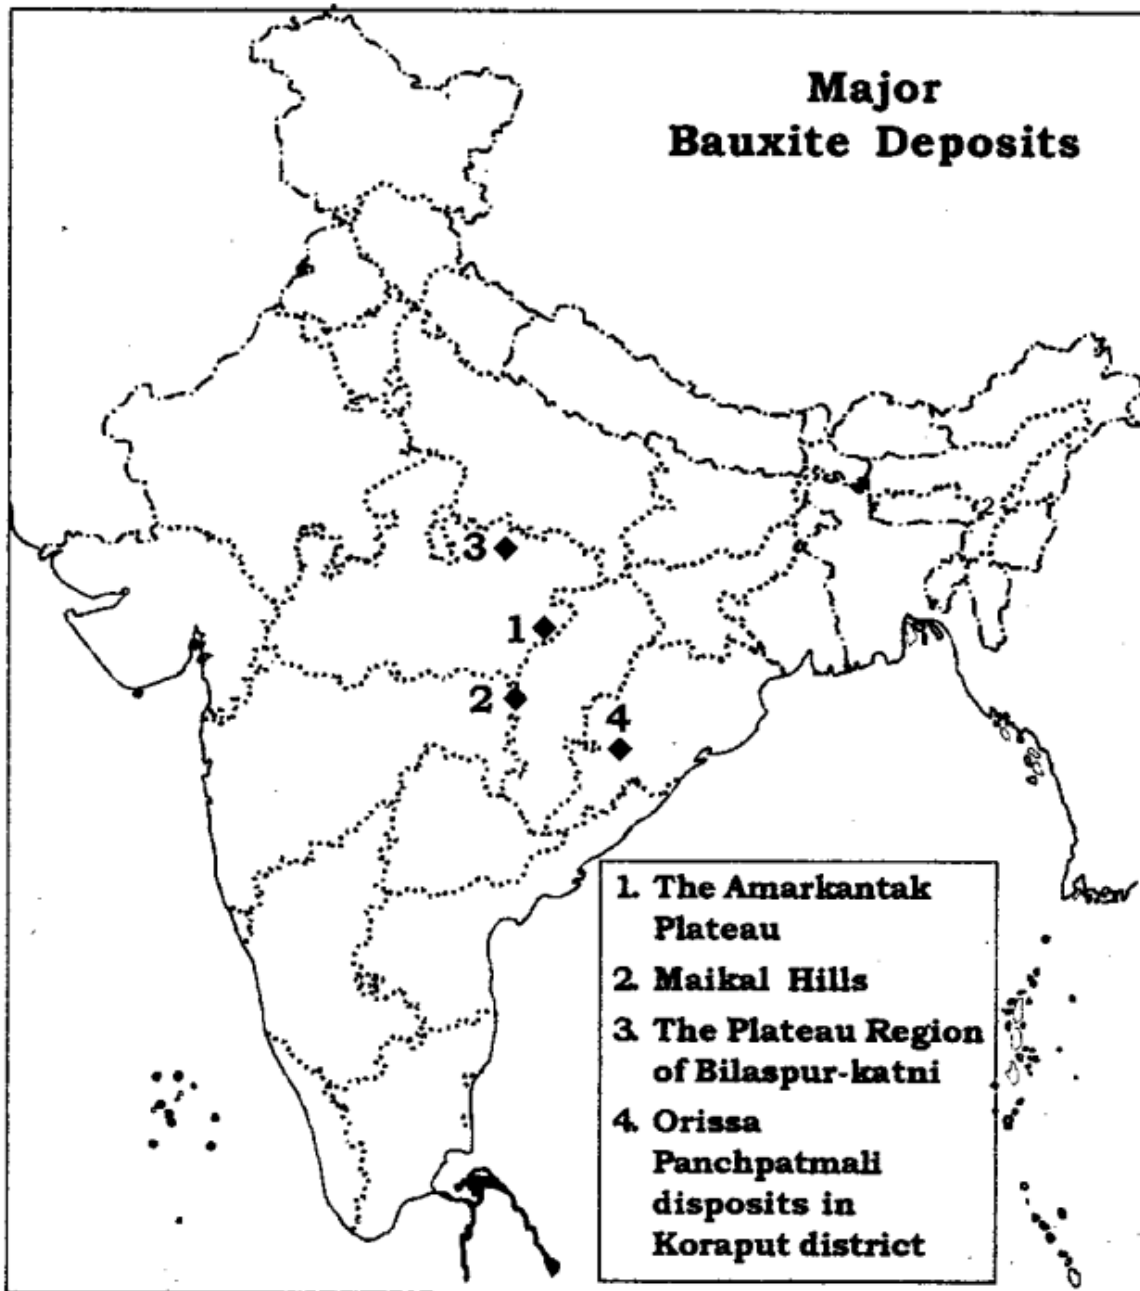 Major
Bauxite Deposits
2
3
1
2
4
1. The Amarkantak
Plateau
2. Maikal Hills
3. The Plateau Region
of Bilaspur-katni
4. Orissa
Panchpatmali
disposits in
Koraput district